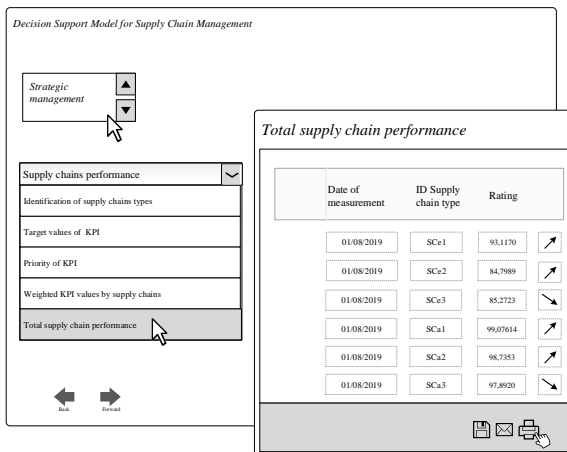 Decision Support Model for Supply Chain Management
Strategic
management
Supply chains performance
Identification of supply chains types
Target values of KPI
Priority of KPI
Weighted KPI values by supply chains
Total supply chain performance
Back
Forward
Total supply chain performance
Date of
measurement
ID Supply
chain type
Rating
01/08/2019 SCe1 93,1170
01/08/2019 SCe2 84,7989
01/08/2019 SCe3 85,2723
01/08/2019 SCa1 99,07614
01/08/2019 SCa2 98,7353
01/08/2019 SCa3 97,8920